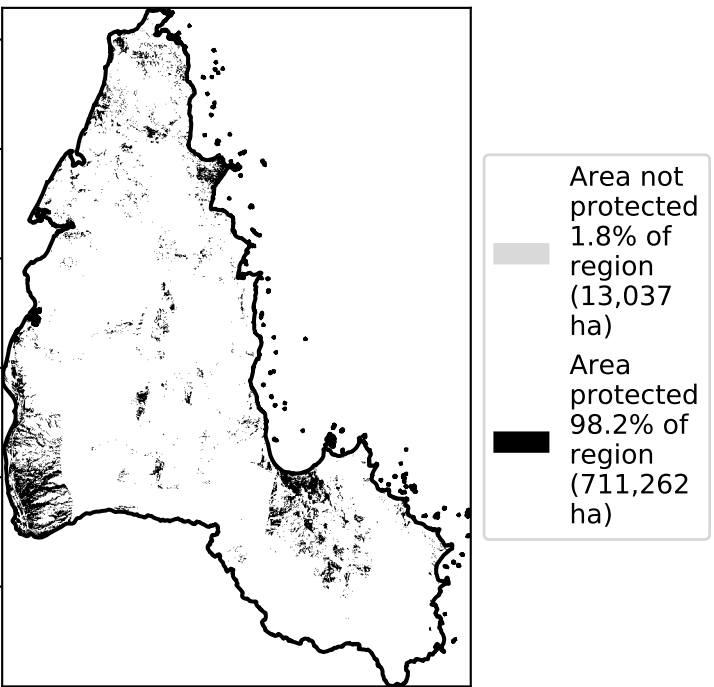 Area not
protected
1.8% of
region
(13,037
ha)
Area
protected
98.2% of
region
(711,262
ha)